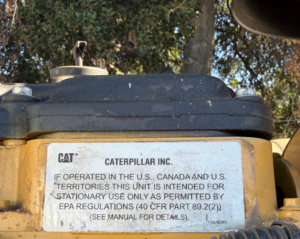 CAT CATERPILLAR INC.
IF OPERATED IN THE U.S., CANADA AND U.S.
TERRITORIES THIS UNIT IS INTENDED FOR
STATIONARY USE ONLY AS PERMITTED BY
EPA REGULATIONS (40 CFR PART 89.2(2)).
(SEE MANUAL FOR DETAILS).